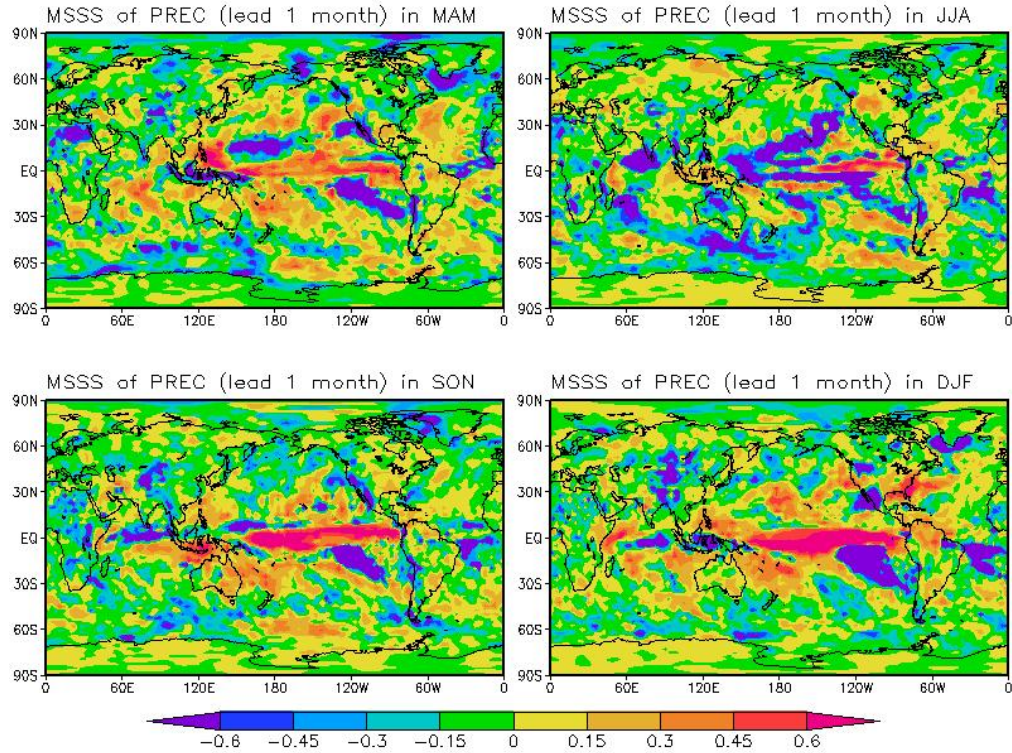 MSSS of PREC (lead 1 month) in MAM
MSSS of PREC (lead 1 month) in JJA
90N
60N
30N
EQ
30S
60S
90S
0 60E 120E 180 120W 60W 0
90N
60N
30N
EQ
30S
60S
90S
0 60E 120E 180 120W 60W 0
MSSS of PREC (lead 1 month) in SON
MSSS of PREC (lead 1 month) in DJF
90N
60N
30N
EQ
30S
60S
90S
0 60E 120E 180 120W 60W 0
90N
60N
30N
EQ
30S
60S
90S
0 60E 120E 180 120W 60W 0
−0.6 −0.45 −0.3 −0.15 0 0.15 0.3 0.45 0.6